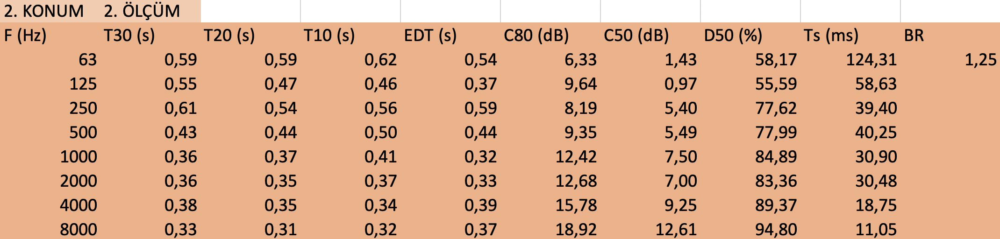 2. KONUM 2. ÖLÇÜM
F (Hz) T30 (s) T20 (s) T10 (s) EDT (s) C80 (dB) C50 (dB) D50 (%) Ts (ms) BR
63 0,59 0,59 0,62 0,54 6,33 1,43 58,17 124,31 1,25
125 0,55 0,47 0,46 0,37 9,64 0,97 55,59 58,63
250 0,61 0,54 0,56 0,59 8,19 5,40 77,62 39,40
500 0,43 0,44 0,50 0,44 9,35 5,49 77,99 40,25
1000 0,36 0,37 0,41 0,32 12,42 7,50 84,89 30,90
2000 0,36 0,35 0,37 0,33 12,68 7,00 83,36 30,48
4000 0,38 0,35 0,34 0,39 15,78 9,25 89,37 18,75
8000 0,33 0,31 0,32 0,37 18,92 12,61 94,80 11,05